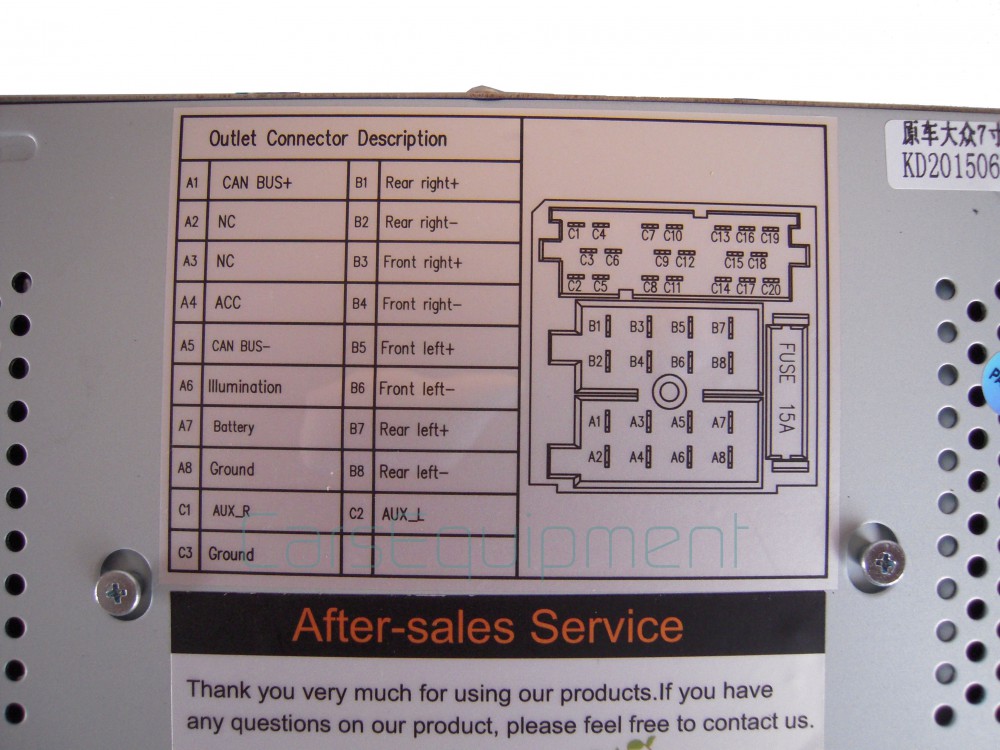 Outlet Connector Description
A1 CAN BUS+ B1 Rear right+
A2 NC B2 Rear right-
A3 NC B3 Front right+
A4 ACC B4 Front right-
A5 CAN BUS- B5 Front left+
A6 Illumination B6 Front left-
A7 Battery B7 Rear left+
A8 Ground B8 Rear left-
C1 AUX_R C2 AUX_L
C3 Ground
C1 C4 C7 C10 C13 C16 C19
C3 C6 C9 C12 C15 C18
C2 C5 C8 C11 C14 C17 C20
B1 B3 B5 B7
B2 B4 B6 B8
A1 A3 A5 A7
A2 A4 A6 A8
FUSE 15A
原车大众7寸
KD201506
CarsEquipment
After-sales Service
Thank you very much for using our products.If you have
any questions on our product, please feel free to contact us.